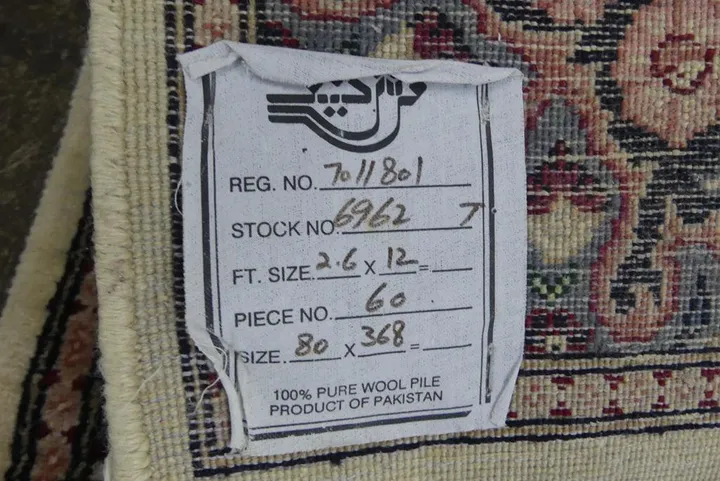 REG. NO. 7011801
STOCK NO. 6962 T
FT. SIZE 2.6 X 12 =
PIECE NO. 60
SIZE. 80 X 368 =
100% PURE WOOL PILE
PRODUCT OF PAKISTAN